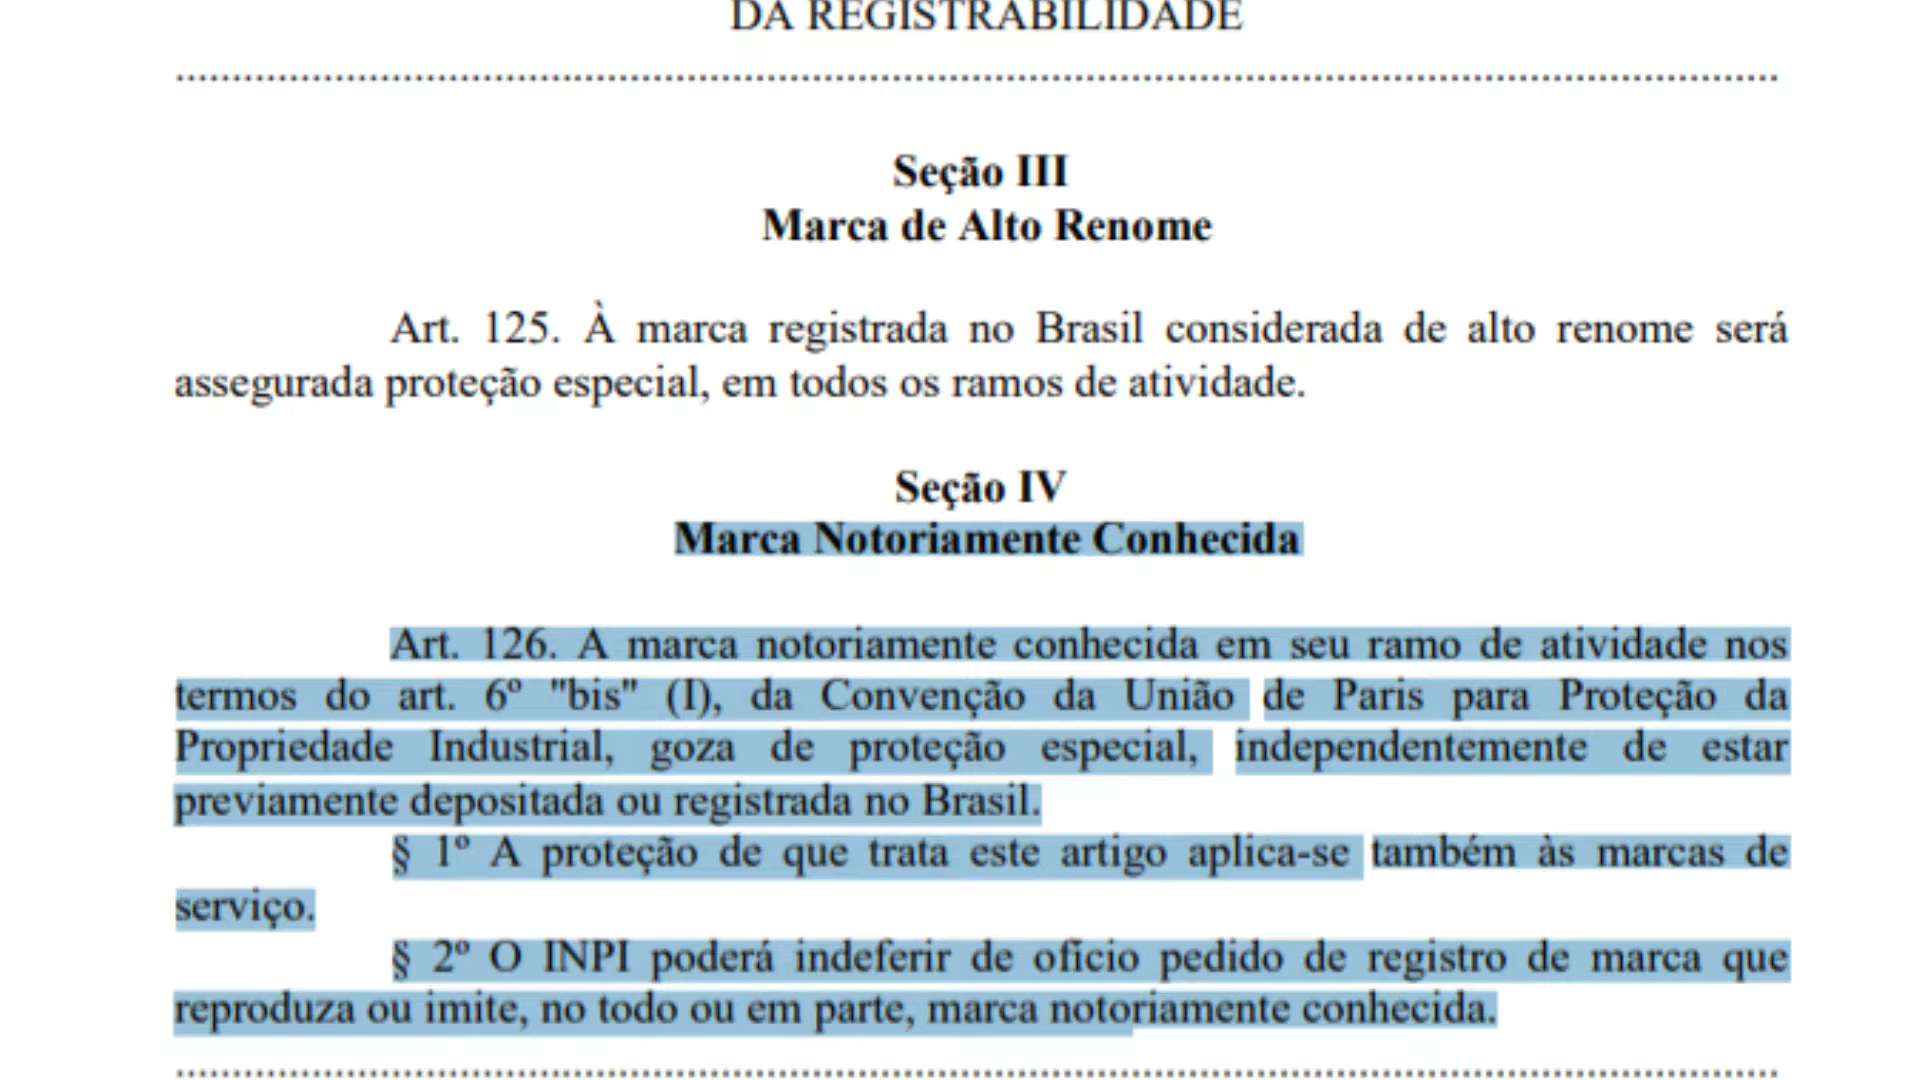 DA REGISTRABILIDADE
Seção III
Marca de Alto Renome
Art. 125. À marca registrada no Brasil considerada de alto renome será
assegurada proteção especial, em todos os ramos de atividade.
Seção IV
Marca Notoriamente Conhecida
Art. 126. A marca notoriamente conhecida em seu ramo de atividade nos
termos do art. 6º "bis" (I), da Convenção da União de Paris para Proteção da
Propriedade Industrial, goza de proteção especial, independentemente de estar
previamente depositada ou registrada no Brasil.
§ 1º A proteção de que trata este artigo aplica-se também às marcas de
serviço.
§ 2º O INPI poderá indeferir de ofício pedido de registro de marca que
reproduza ou imite, no todo ou em parte, marca notoriamente conhecida.